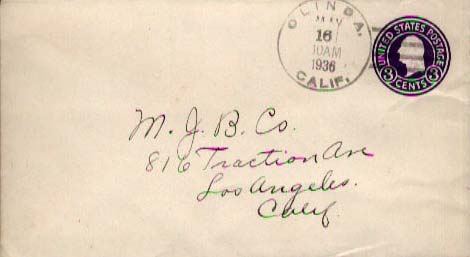 OLINDA,
MAY
16
10AM
1936
CALIF.
UNITED STATES POSTAGE
3 CENTS 3
M. J. B. Co.
816 Traction Ave
Los Angeles.
Calif.